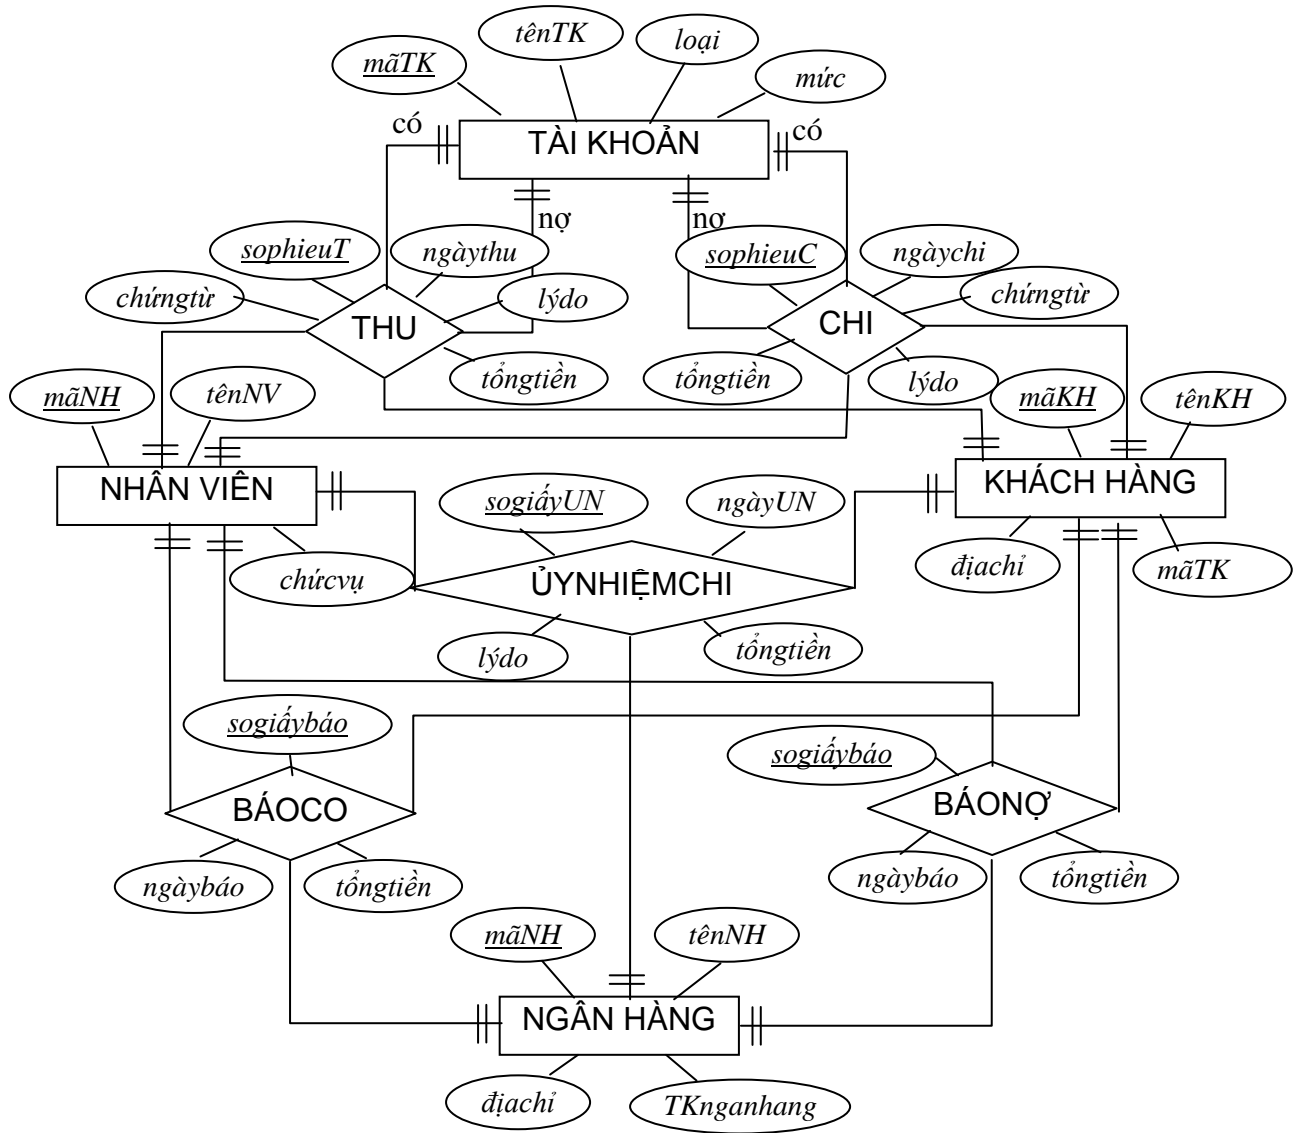 tênTK
loại
mãTK
mức
có
TÀI KHOẢN
có
nợ
nợ
sophieuT
ngàythu
sophieuC
ngàychi
chứngtừ
lýdo
chứngtừ
THU
CHI
tổngtiền
tổngtiền
lýdo
mãNH
tênNV
mãKH
tênKH
NHÂN VIÊN
KHÁCH HÀNG
sogiấyUN
ngàyUN
chứcvụ
ỦYNHIỆMCHI
địachỉ
mãTK
lýdo
tổngtiền
sogiấybáo
sogiấybáo
BÁOCO
BÁONỢ
ngàybáo
tổngtiền
ngàybáo
tổngtiền
mãNH
tênNH
NGÂN HÀNG
địachỉ
TKnganhang